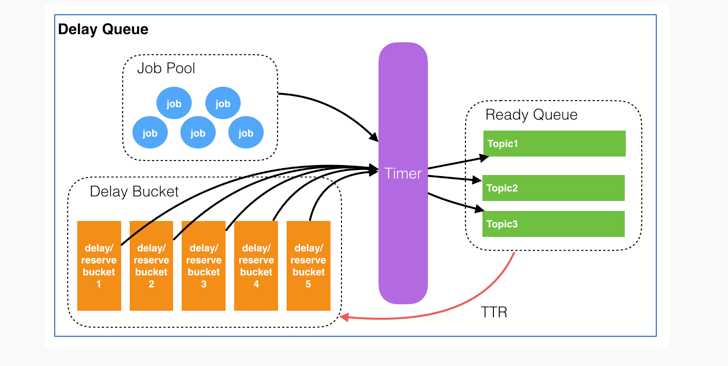 Delay Queue
Job Pool
job
job
job
job
job
Delay Bucket
delay/
reserve
bucket
1
delay/
reserve
bucket
2
delay/
reserve
bucket
3
delay/
reserve
bucket
4
delay/
reserve
bucket
5
Timer
Ready Queue
Topic1
Topic2
Topic3
TTR